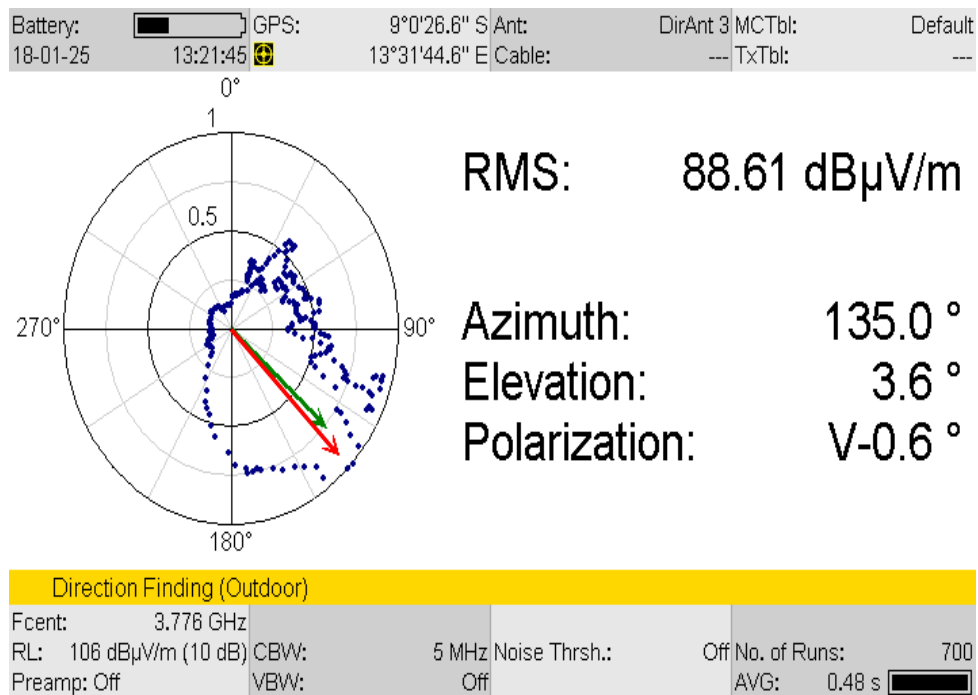 Battery: GPS: 9°0'26.6" S Ant: DirAnt 3 MCTbl: Default
18-01-25 13:21:45 13°31'44.6" E Cable: --- TxTbl: ---
0°
1
RMS: 88.61 dBµV/m
0.5
270° 90° Azimuth: 135.0 °
Elevation: 3.6 °
Polarization: V-0.6 °
180°
Direction Finding (Outdoor)
Fcent: 3.776 GHz
RL: 106 dBµV/m (10 dB) CBW: 5 MHz Noise Thrsh.: Off No. of Runs: 700
Preamp: Off VBW: Off AVG: 0.48 s